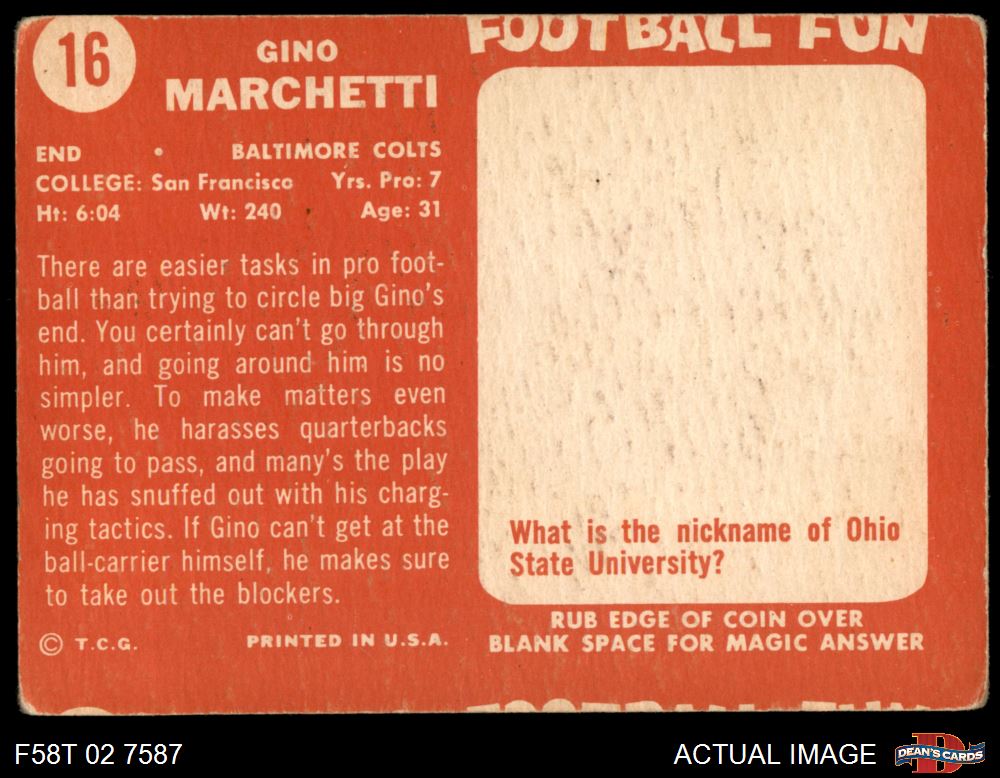 16
GINO
MARCHETTI
END • BALTIMORE COLTS
COLLEGE: San Francisco Yrs. Pro: 7
Ht: 6:04 Wt: 240 Age: 31
There are easier tasks in pro foot-
ball than trying to circle big Gino's
end. You certainly can't go through
him, and going around him is no
simpler. To make matters even
worse, he harasses quarterbacks
going to pass, and many's the play
he has snuffed out with his charg-
ing tactics. If Gino can't get at the
ball-carrier himself, he makes sure
to take out the blockers.
© T.C.G. PRINTED IN U.S.A.
FOOTBALL FUN
What is the nickname of Ohio
State University?
RUB EDGE OF COIN OVER
BLANK SPACE FOR MAGIC ANSWER
FOOTBALL FUN
F58T 02 7587
ACTUAL IMAGE
D
DEAN'S CARDS